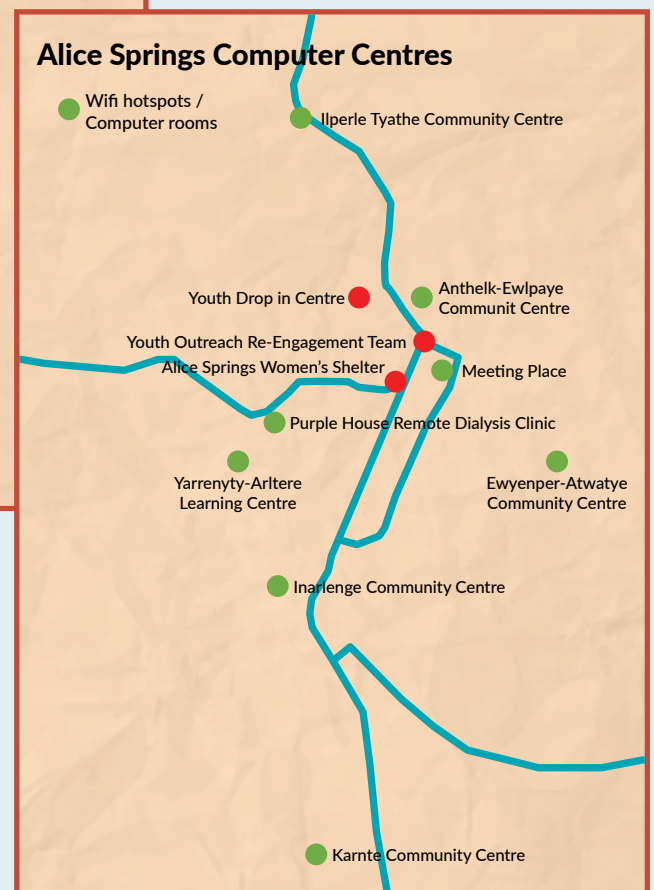 Alice Springs Computer Centres
Wifi hotspots /
Computer rooms
Ilperle Tyathe Community Centre
Youth Drop in Centre
Anthelk-Ewlpaye
Communit Centre
Youth Outreach Re-Engagement Team
Alice Springs Women's Shelter
Meeting Place
Purple House Remote Dialysis Clinic
Yarrenyty-Arltere
Learning Centre
Ewyenper-Atwatye
Community Centre
Inarlenge Community Centre
Karnte Community Centre